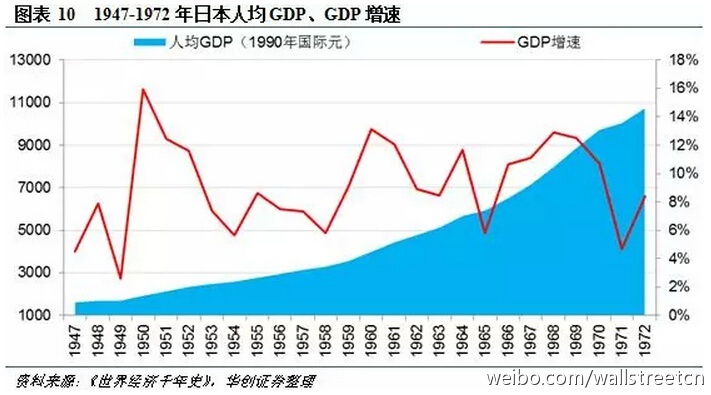 图表 10 1947-1972 年日本人均 GDP、GDP 增速
人均GDP（1990年国际元） GDP增速
13000 18%
16%
11000 14%
9000 12%
10%
7000 8%
5000 6%
3000 4%
2%
1000 0%
1947 1948 1949 1950 1951 1952 1953 1954 1955 1956 1957 1958 1959 1960 1961 1962 1963 1964 1965 1966 1967 1968 1969 1970 1971 1972
资料来源：《世界经济千年史》，华创证券整理
weibo.com/wallstreetcn